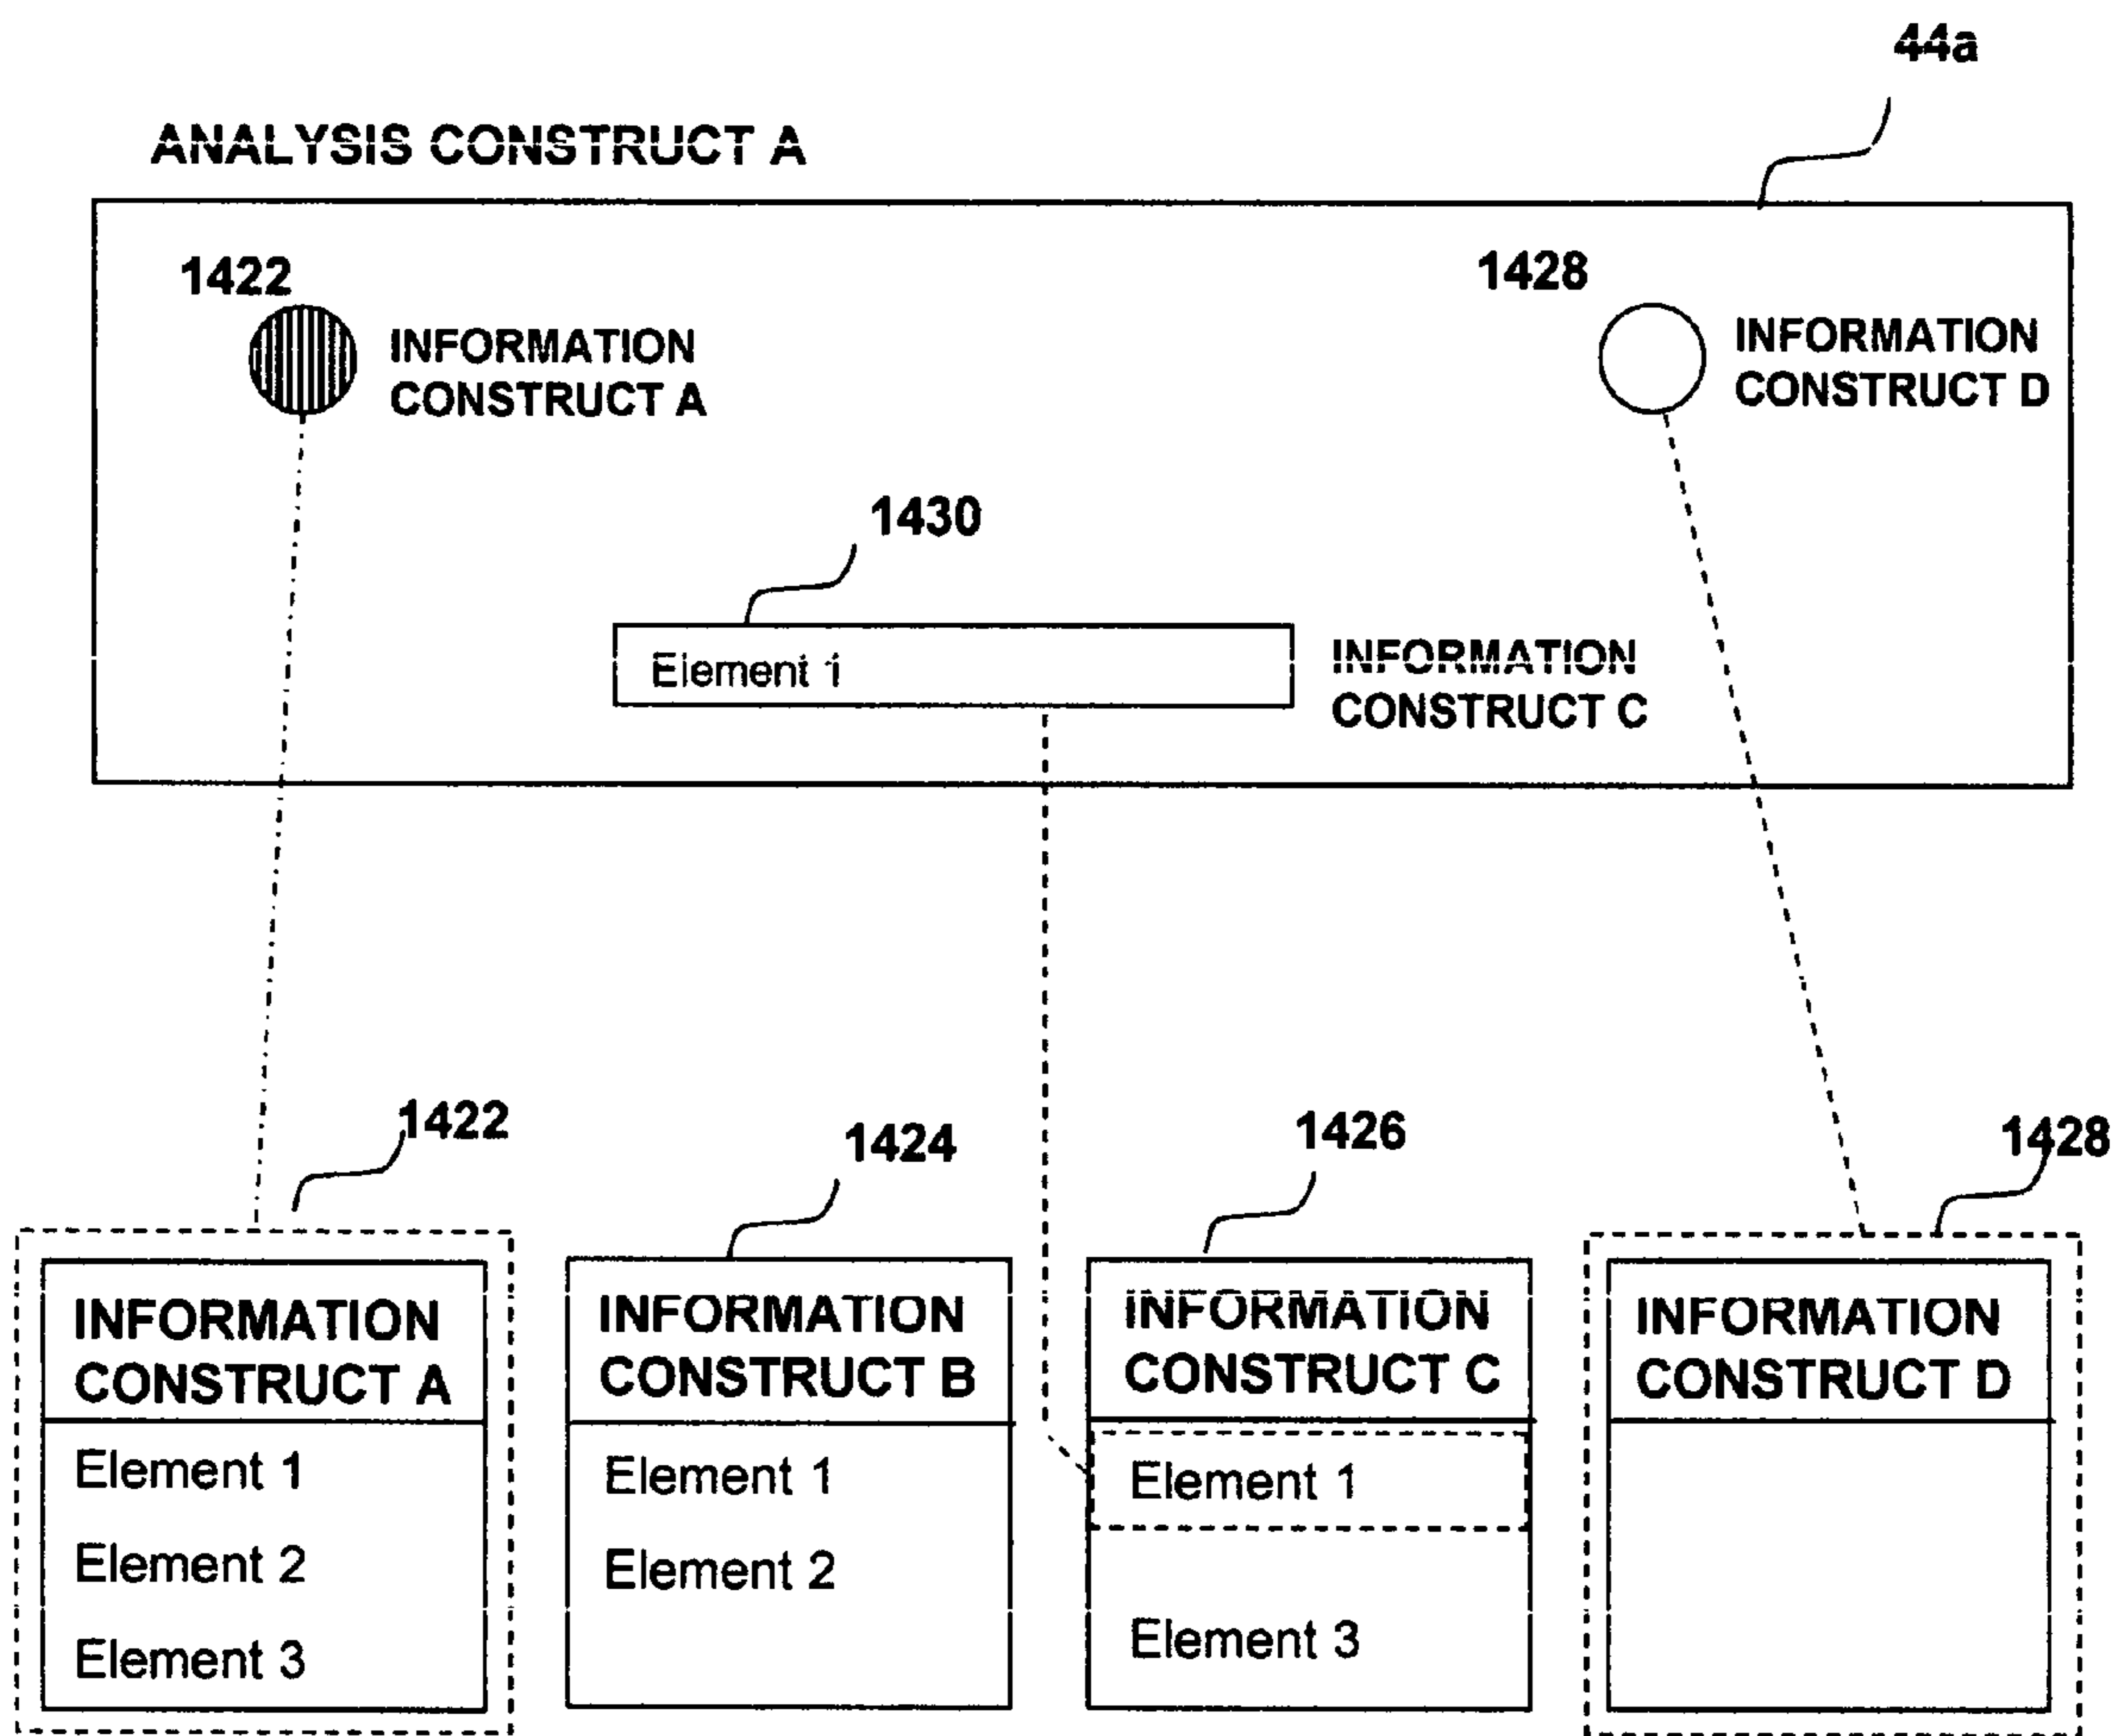 44a
ANALYSIS CONSTRUCT A
1422
INFORMATION
CONSTRUCT A
1428
INFORMATION
CONSTRUCT D
1430
Element 1
INFORMATION
CONSTRUCT C
1422
1424
1426
1428
INFORMATION
CONSTRUCT A
Element 1
Element 2
Element 3
INFORMATION
CONSTRUCT B
Element 1
Element 2
INFORMATION
CONSTRUCT C
Element 1
Element 3
INFORMATION
CONSTRUCT D